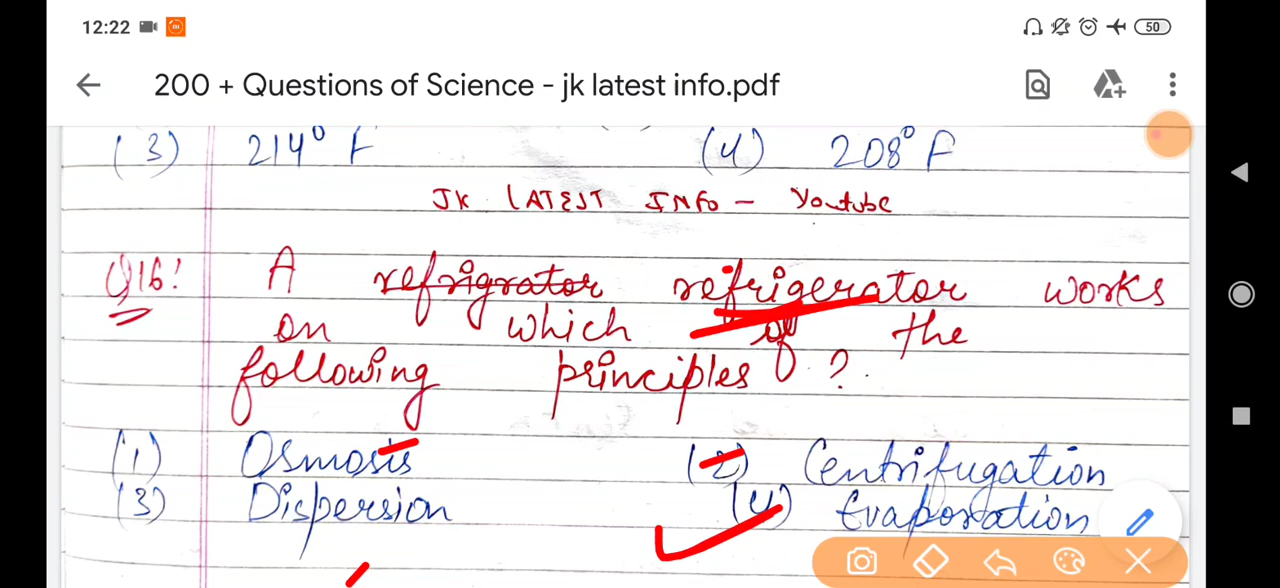 12:22 50
200 + Questions of Science - jk latest info.pdf
(3) 214° F (4) 208° F
JK LATEST INFO - Youtube
Q16! A refrigrator refrigerator works
on which of the
following principles ?
(1) Osmosis (2) Centrifugation
(3) Dispersion (4) Evaporation